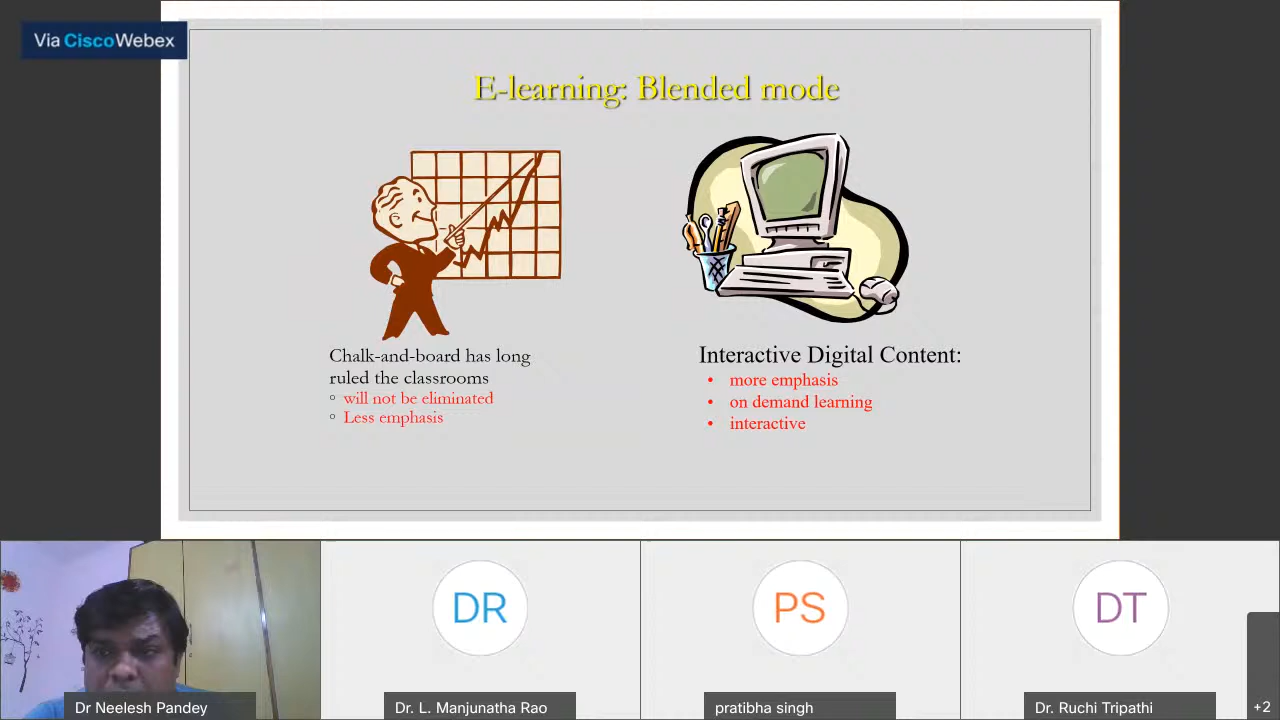 Via CiscoWebex
E-learning: Blended mode
Chalk-and-board has long
ruled the classrooms
will not be eliminated
Less emphasis
Interactive Digital Content:
more emphasis
on demand learning
interactive
DR
PS
DT
Dr Neelesh Pandey
Dr. L. Manjunatha Rao
pratibha singh
Dr. Ruchi Tripathi
+2